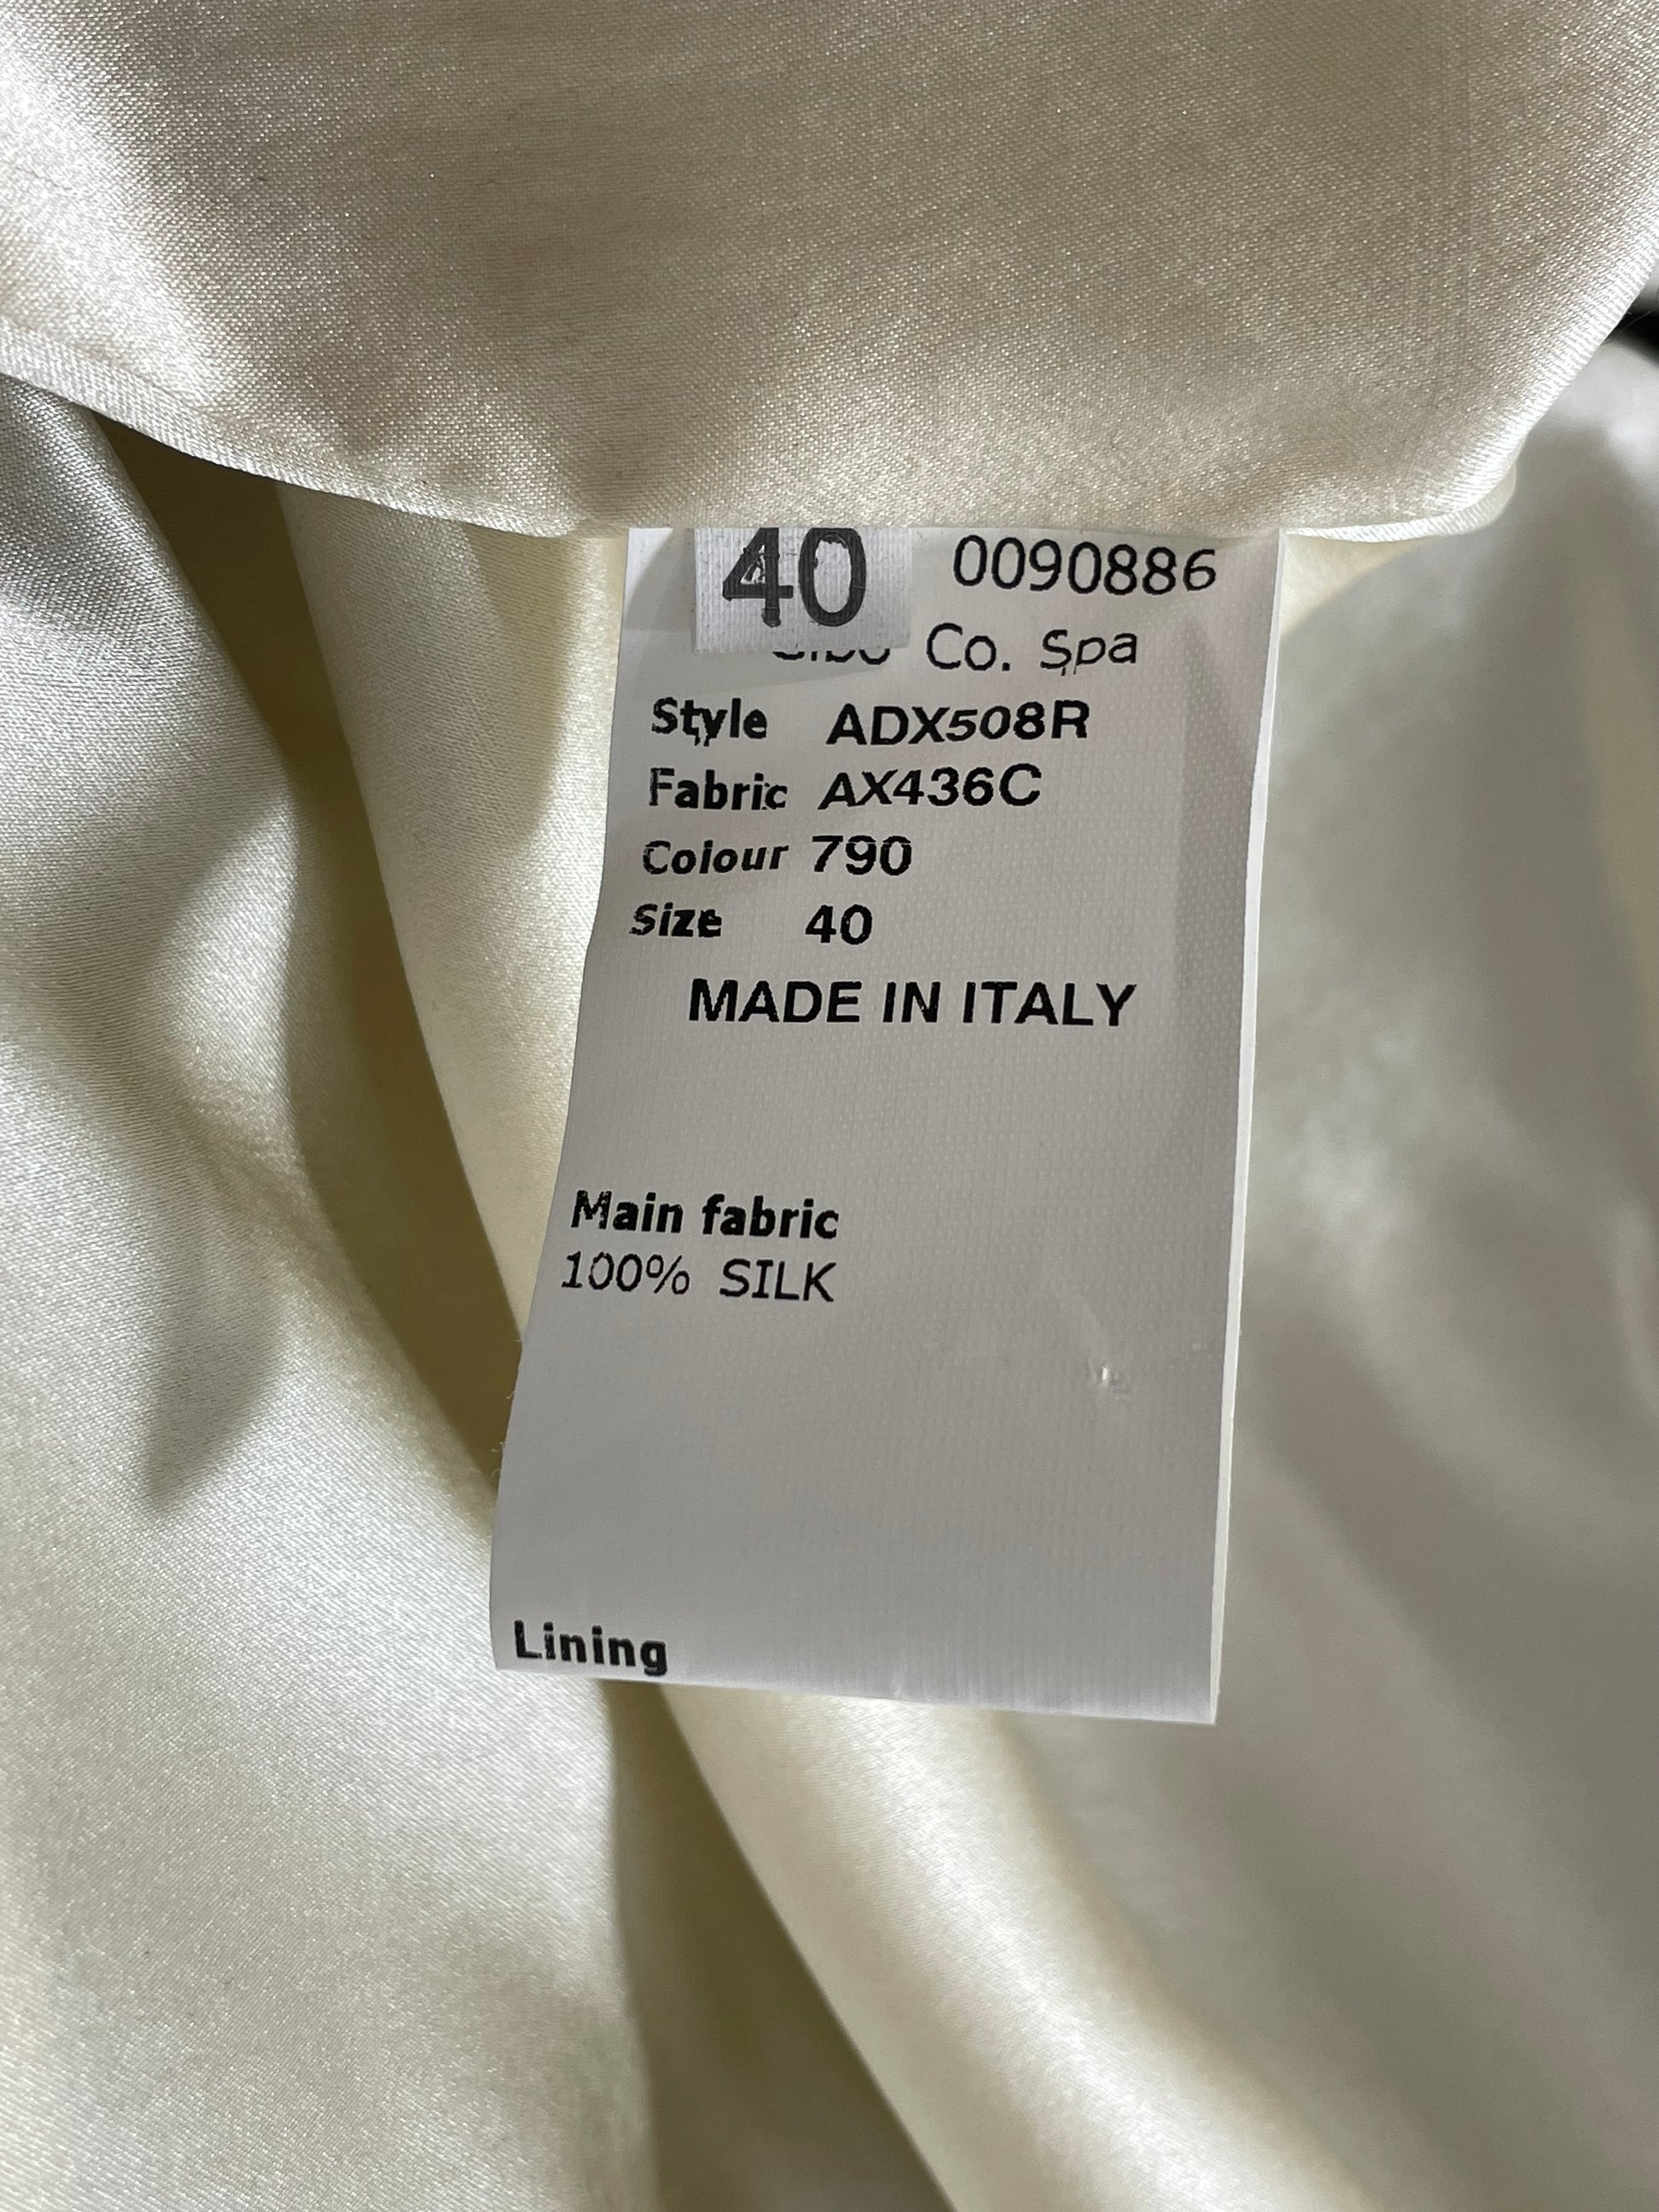 40 0090886
Co. Spa
Style ADX508R
Fabric AX436C
Colour 790
Size 40
MADE IN ITALY
Main fabric
100% SILK
Lining